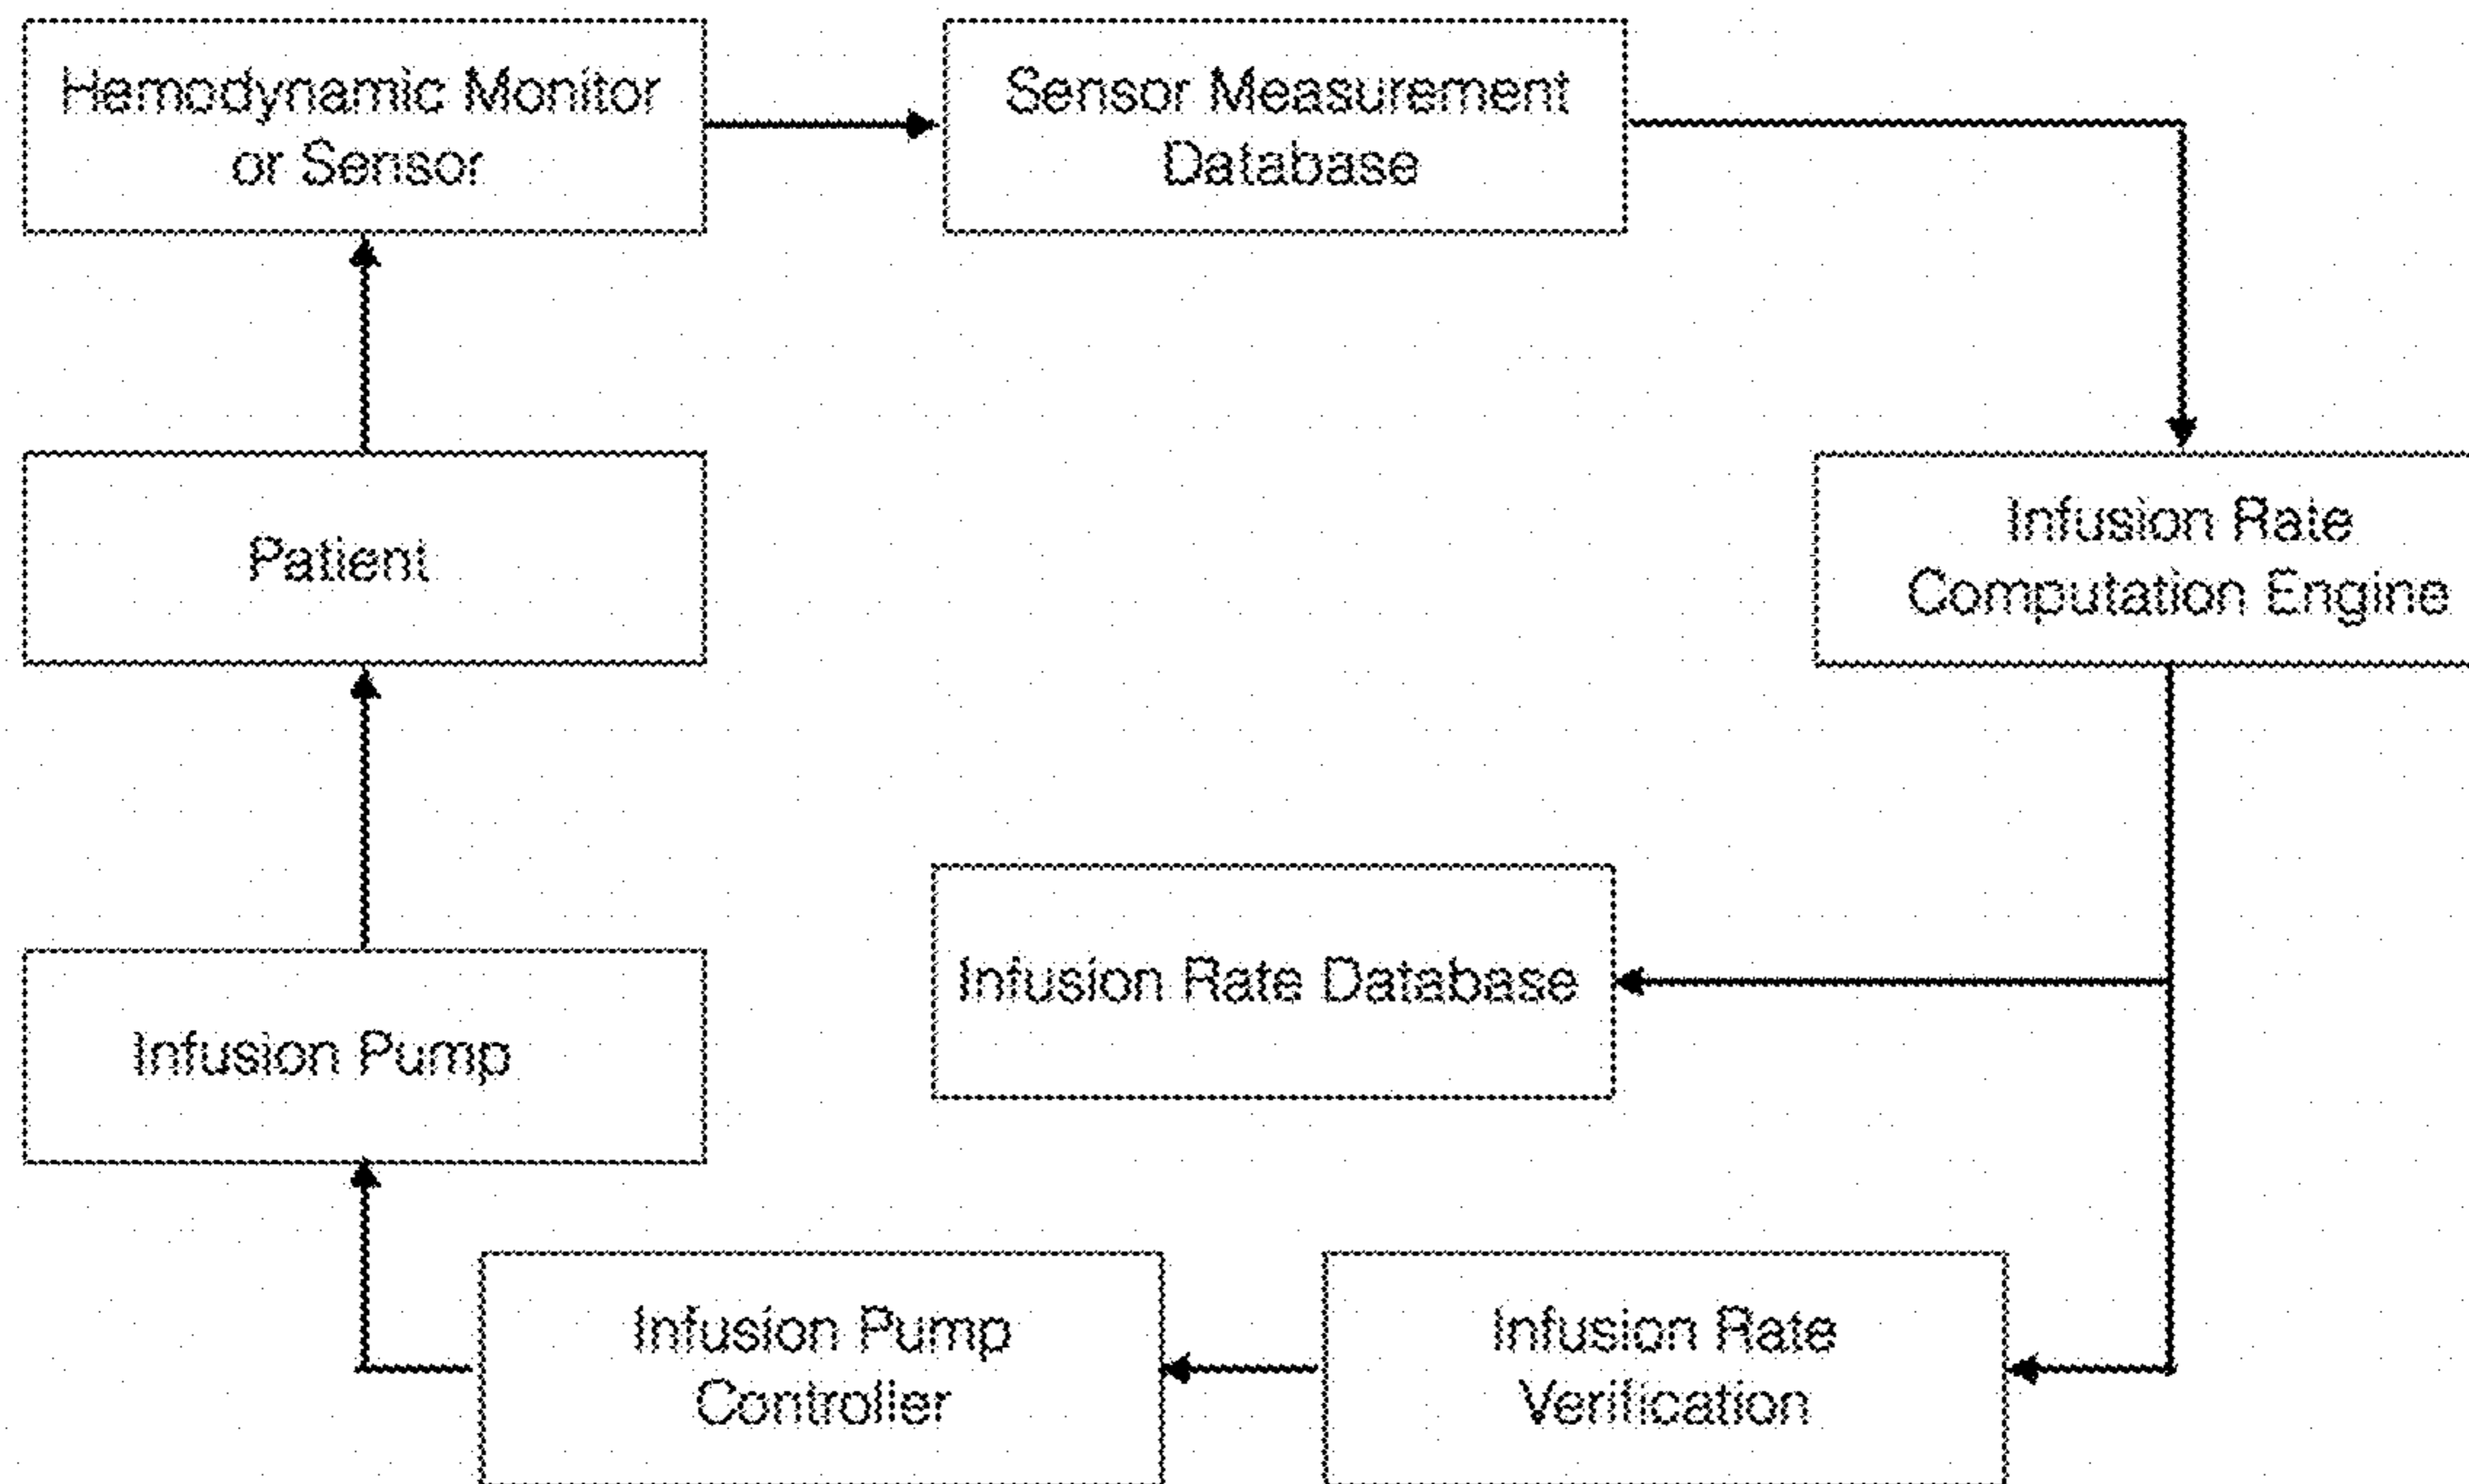 Hemodynamic Monitor
or Sensor
Sensor Measurement
Database
Patient
Infusion Rate
Computation Engine
Infusion Rate Database
Infusion Pump
Infusion Pump
Controller
Infusion Rate
Verification